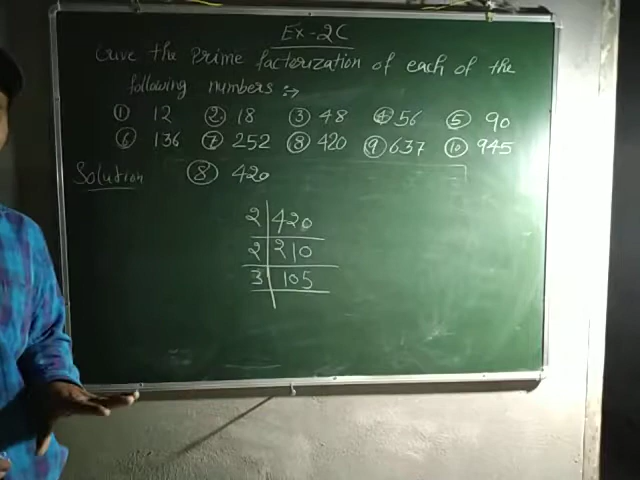 Ex-2C
Give the Prime factorization of each of the
following numbers :→
① 12 ② 18 ③ 48 ④ 56 ⑤ 90
⑥ 136 ⑦ 252 ⑧ 420 ⑨ 637 ⑩ 945
Solution ⑧ 420
2 | 420
2 | 210
3 | 105